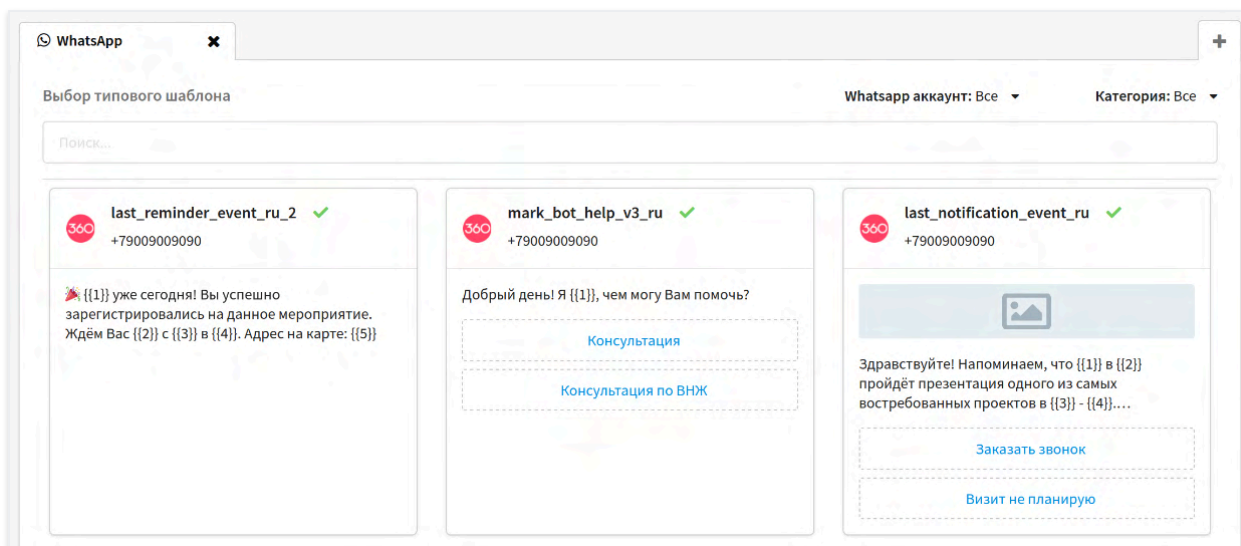 WhatsApp
Выбор типового шаблона
Whatsapp аккаунт: Все
Категория: Все
Поиск...
360
last_reminder_event_ru_2
+79009009090
{{1}} уже сегодня! Вы успешно
зарегистрировались на данное мероприятие.
Ждём Вас {{2}} с {{3}} в {{4}}. Адрес на карте: {{5}}
360
mark_bot_help_v3_ru
+79009009090
Добрый день! Я {{1}}, чем могу Вам помочь?
Консультация
Консультация по ВНЖ
360
last_notification_event_ru
+79009009090
Здравствуйте! Напоминаем, что {{1}} в {{2}}
пройдёт презентация одного из самых
востребованных проектов в {{3}} - {{4}}....
Заказать звонок
Визит не планирую